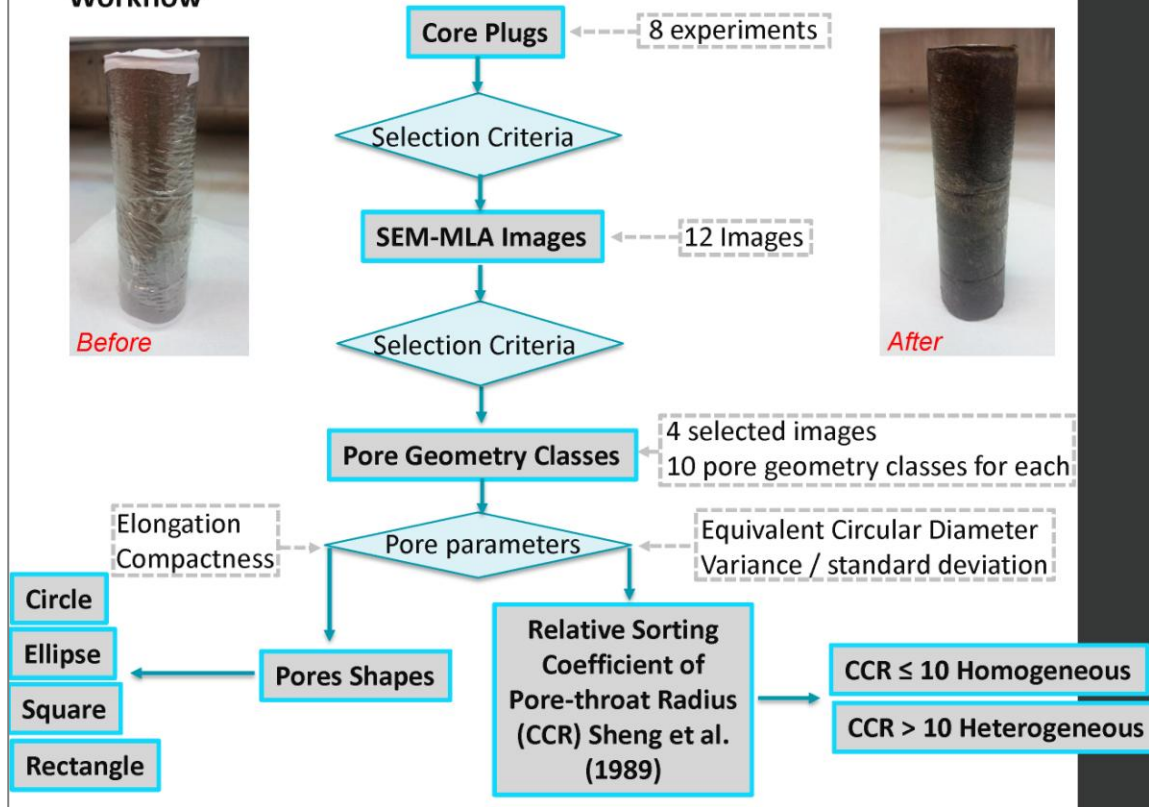 Workflow
Core Plugs
8 experiments
Selection Criteria
SEM-MLA Images
12 Images
Before
After
Selection Criteria
Pore Geometry Classes
4 selected images
10 pore geometry classes for each
Elongation
Compactness
Pore parameters
Equivalent Circular Diameter
Variance / standard deviation
Circle
Ellipse
Square
Rectangle
Pores Shapes
Relative Sorting
Coefficient of
Pore-throat Radius
(CCR) Sheng et al.
(1989)
CCR ≤ 10 Homogeneous
CCR > 10 Heterogeneous